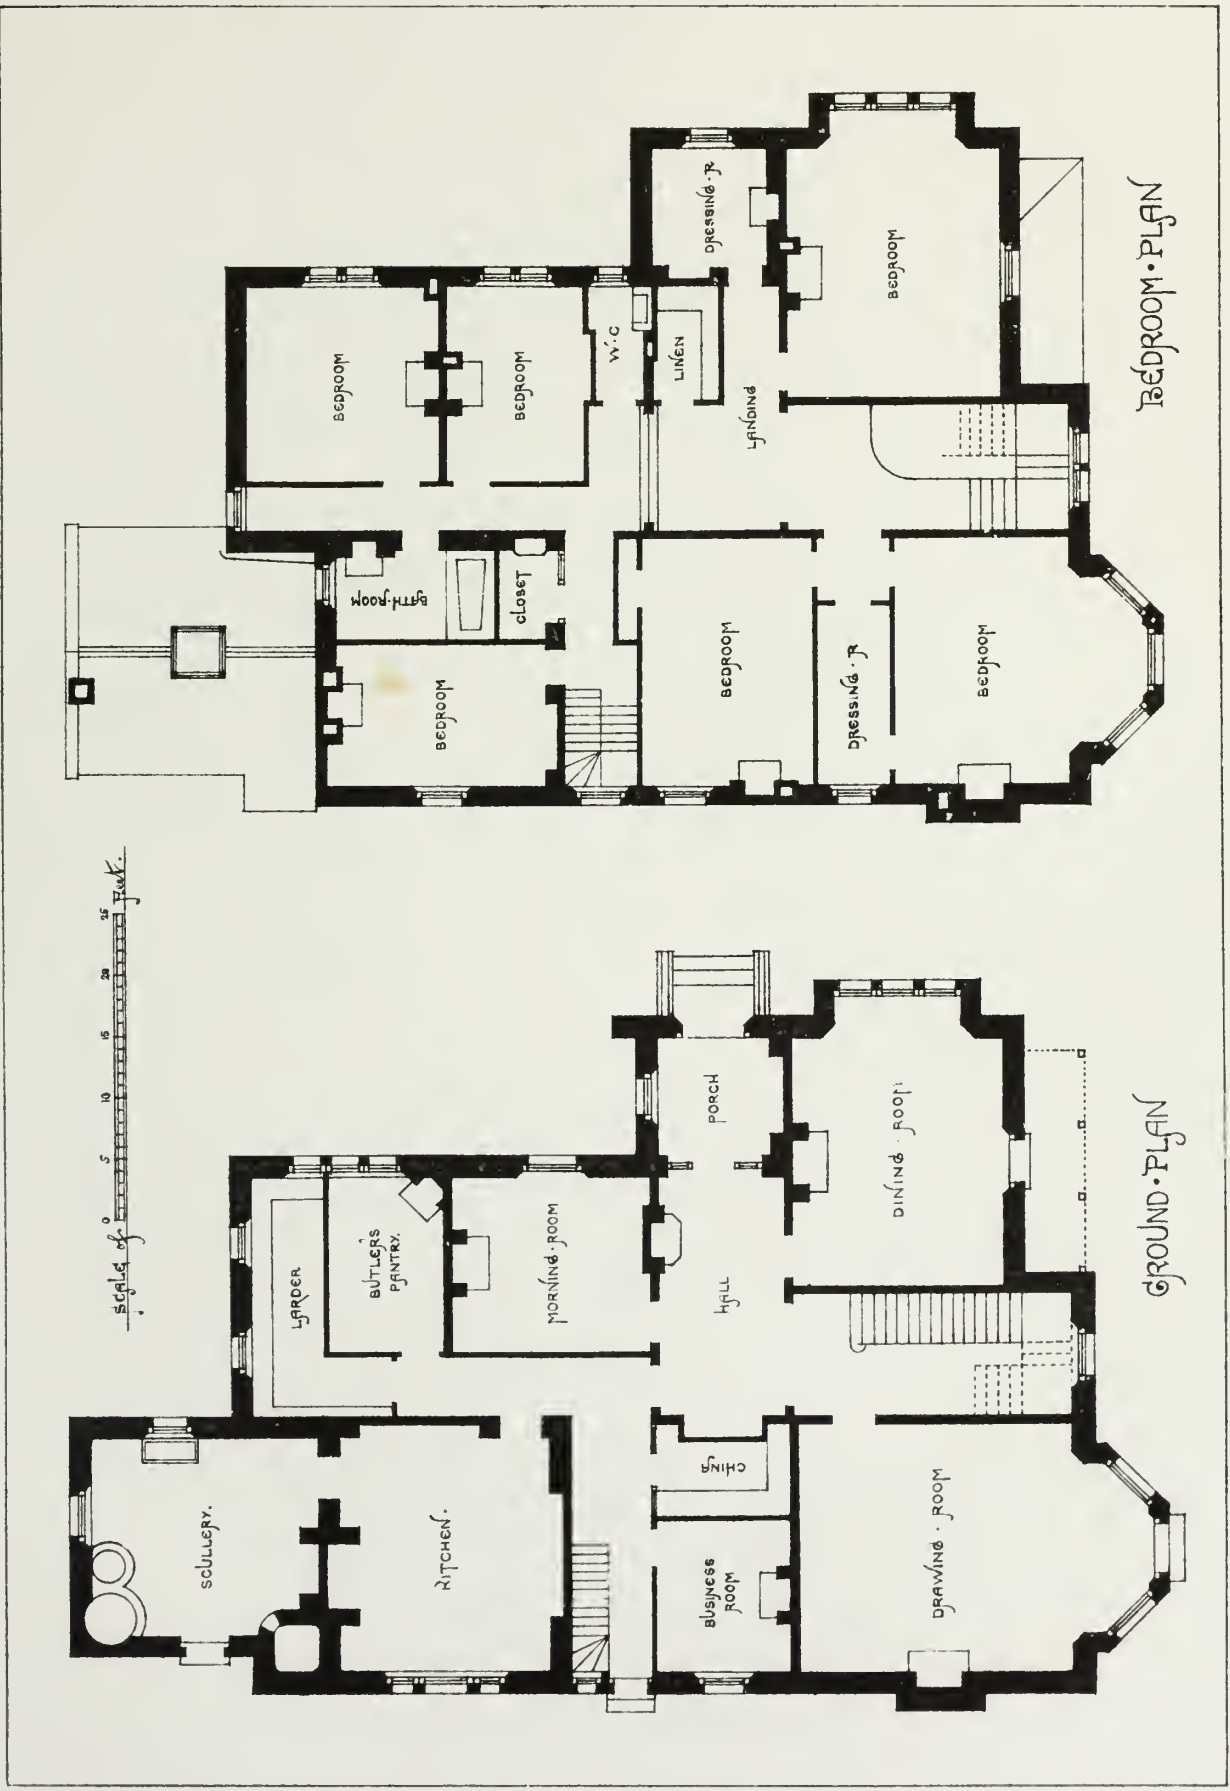 BEDROOM
BEDROOM
W·C
LINEN
DRESSING·R
BEDROOM
LANDING
BATH·ROOM
CLOSET
BEDROOM
BEDROOM
DRESSING·R
BEDROOM
BEDROOM·PLAN
SCALE of
0 5 10 15 20 25
Feet.
LARDER
BUTLERS
PANTRY.
MORNING·ROOM
PORCH
HALL
DINING·ROOM
SCULLERY.
KITCHEN.
CHINA
BUSINESS
ROOM
DRAWING·ROOM
GROUND·PLAN